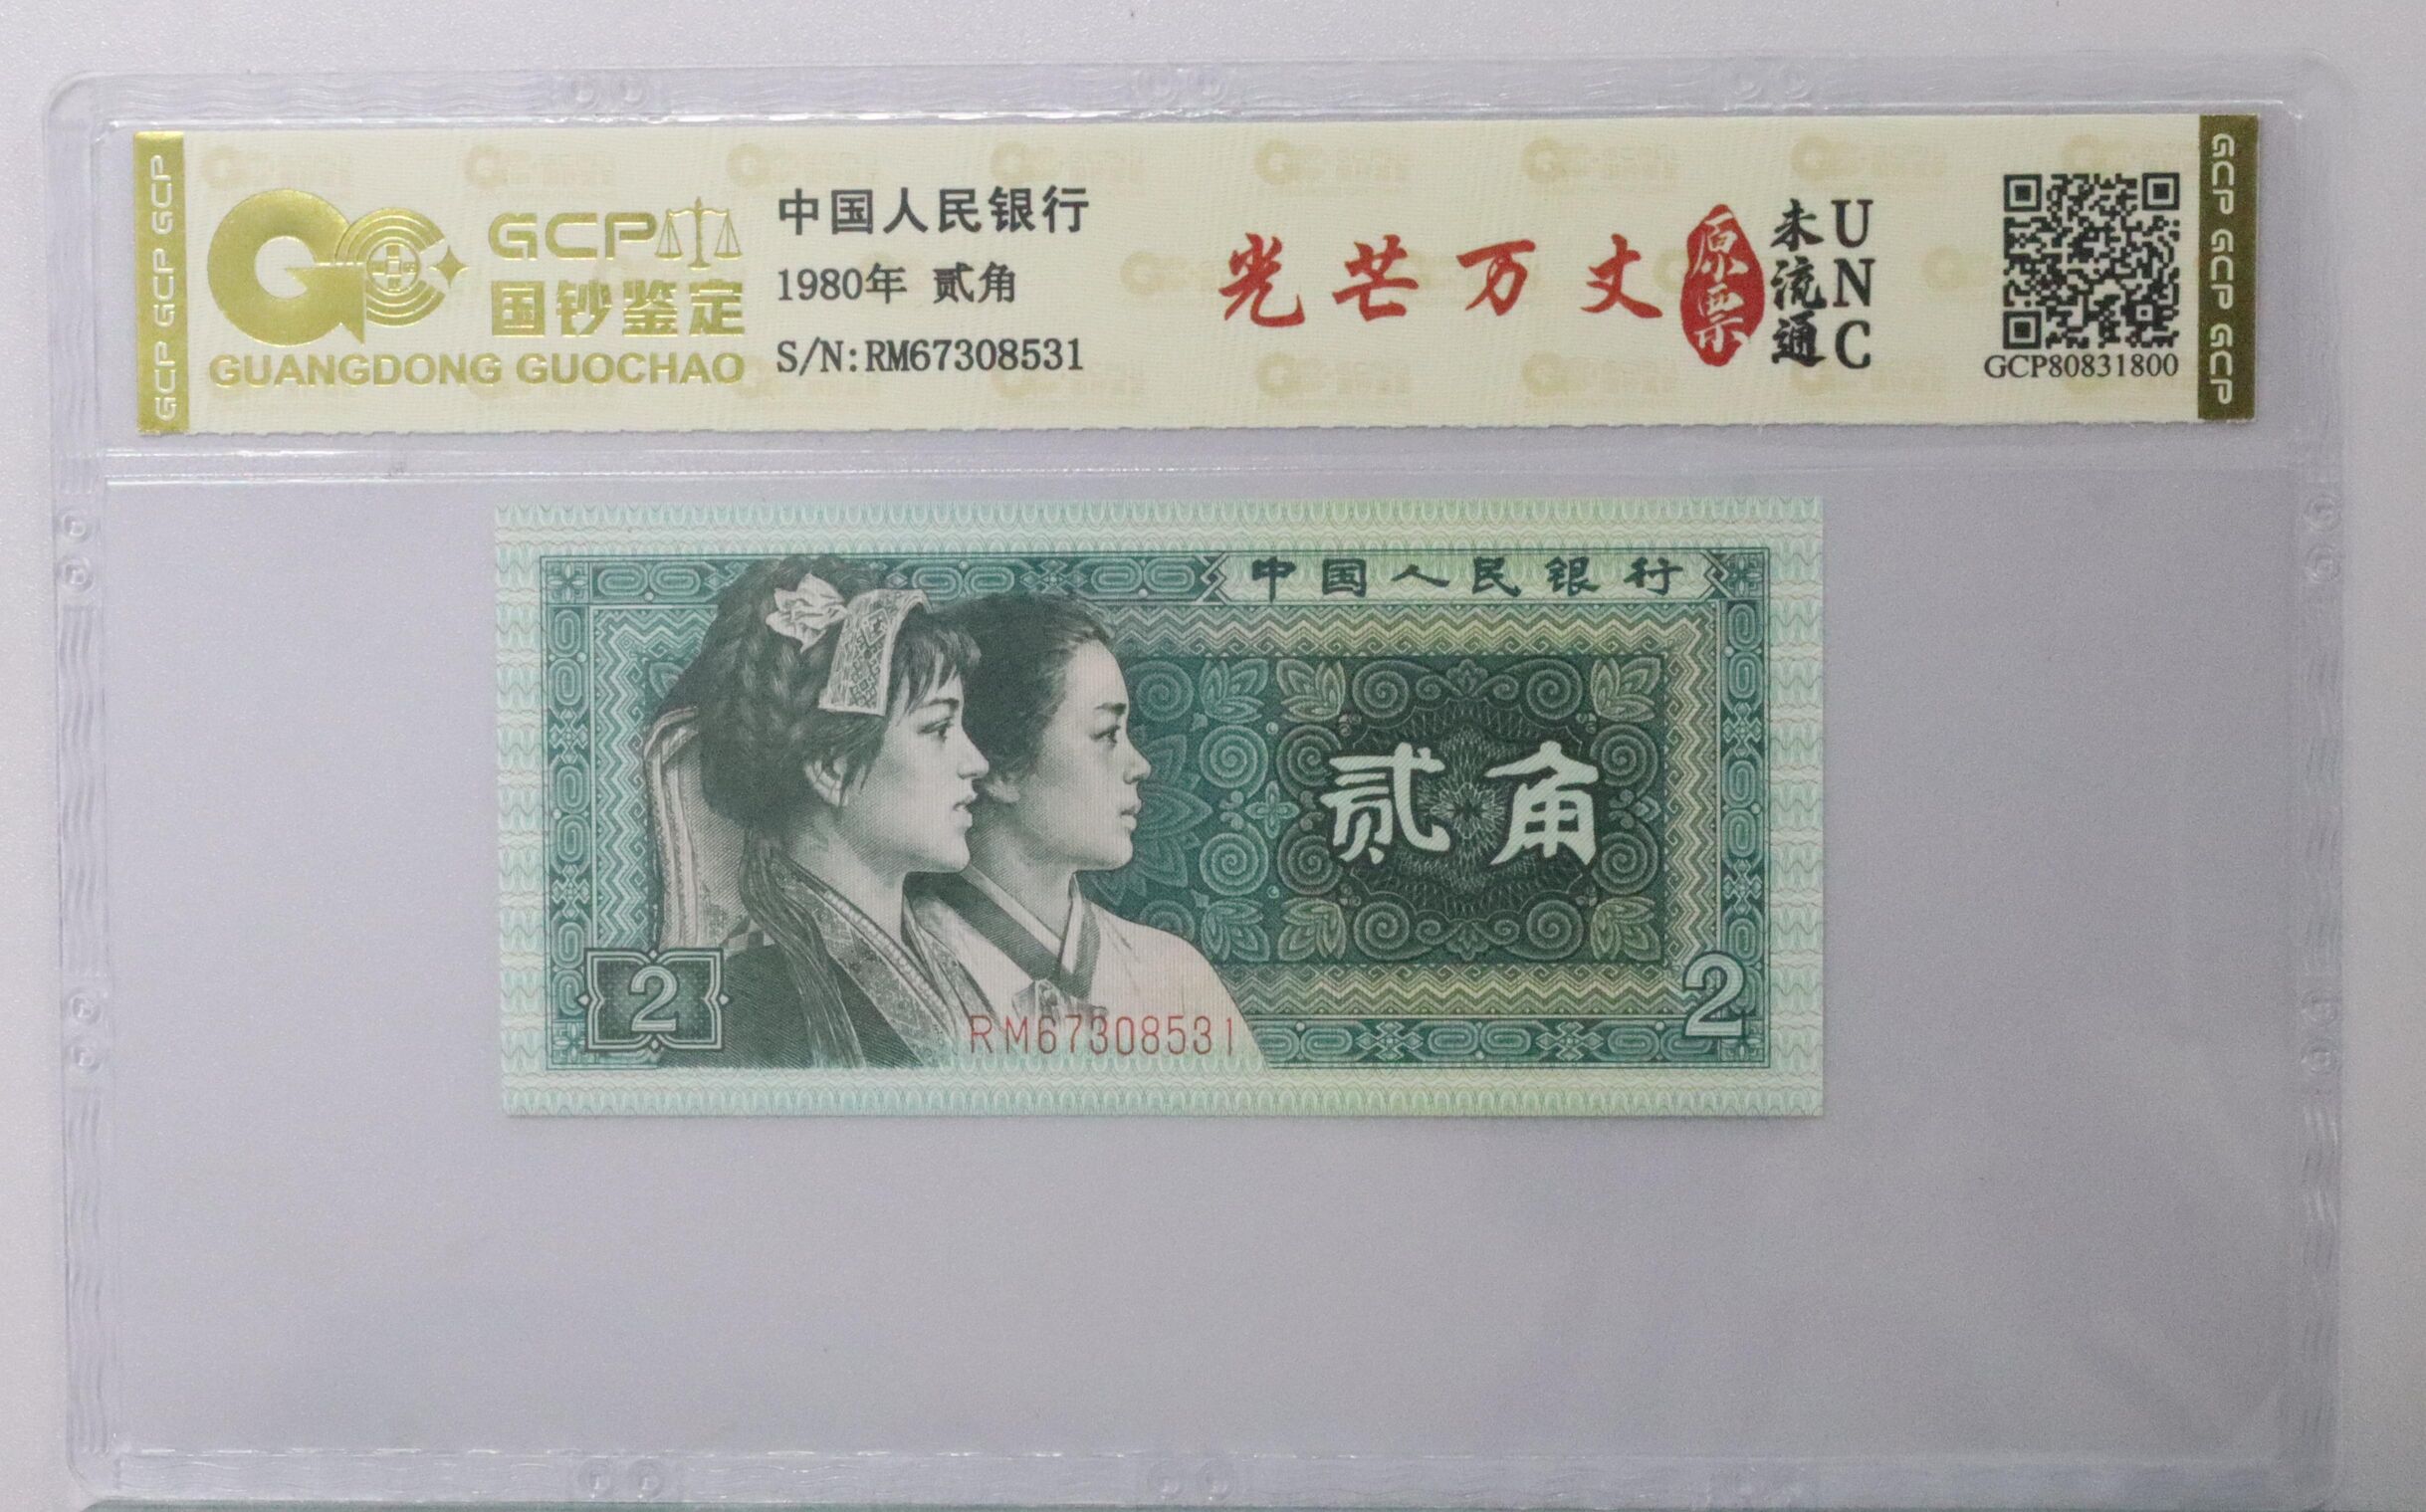 GCP GCP GCP
GCP
国钞鉴定
GUANGDONG GUOCHAO
中国人民银行
1980年 贰角
S/N:RM67308531
光芒万丈
原票
未流通
UNC
GCP80831800
GCP GCP GCP
中国人民银行
贰角
2
2
RM67308531